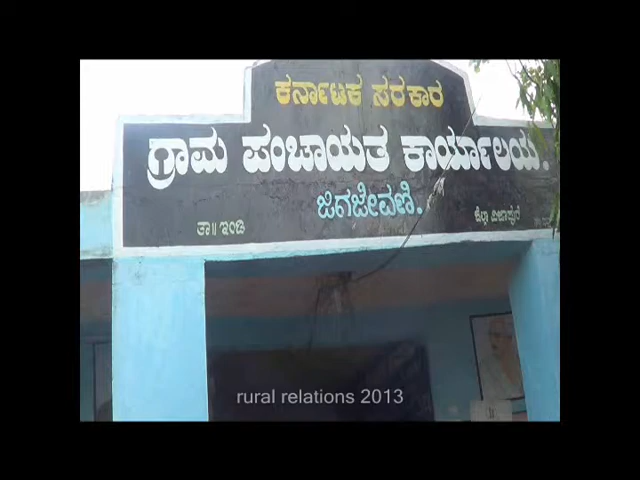 ಕರ್ನಾಟಕ ಸರಕಾರ
ಗ್ರಾಮ ಪಂಚಾಯತ ಕಾರ್ಯಾಲಯ.
ಜಿಗಜೀವಣಿ.
ತಾ॥ ಇಂಡಿ
ಜಿಲ್ಲಾ ವಿಜಾಪುರ
rural relations 2013